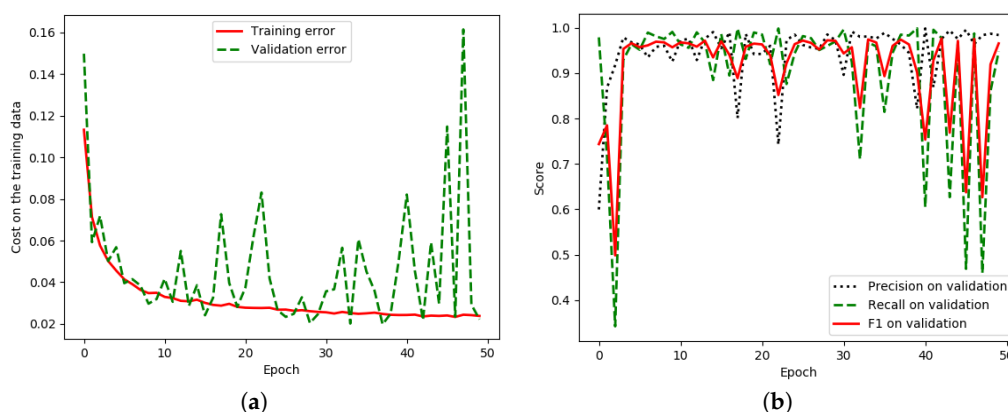 0.16
0.14
0.12
0.10
0.08
0.06
0.04
0.02
Cost on the training data
Training error
Validation error
0
10
20
30
40
50
Epoch
(a)
1.0
0.9
0.8
0.7
0.6
0.5
0.4
Score
Precision on validation
Recall on validation
F1 on validation
0
10
20
30
40
50
Epoch
(b)